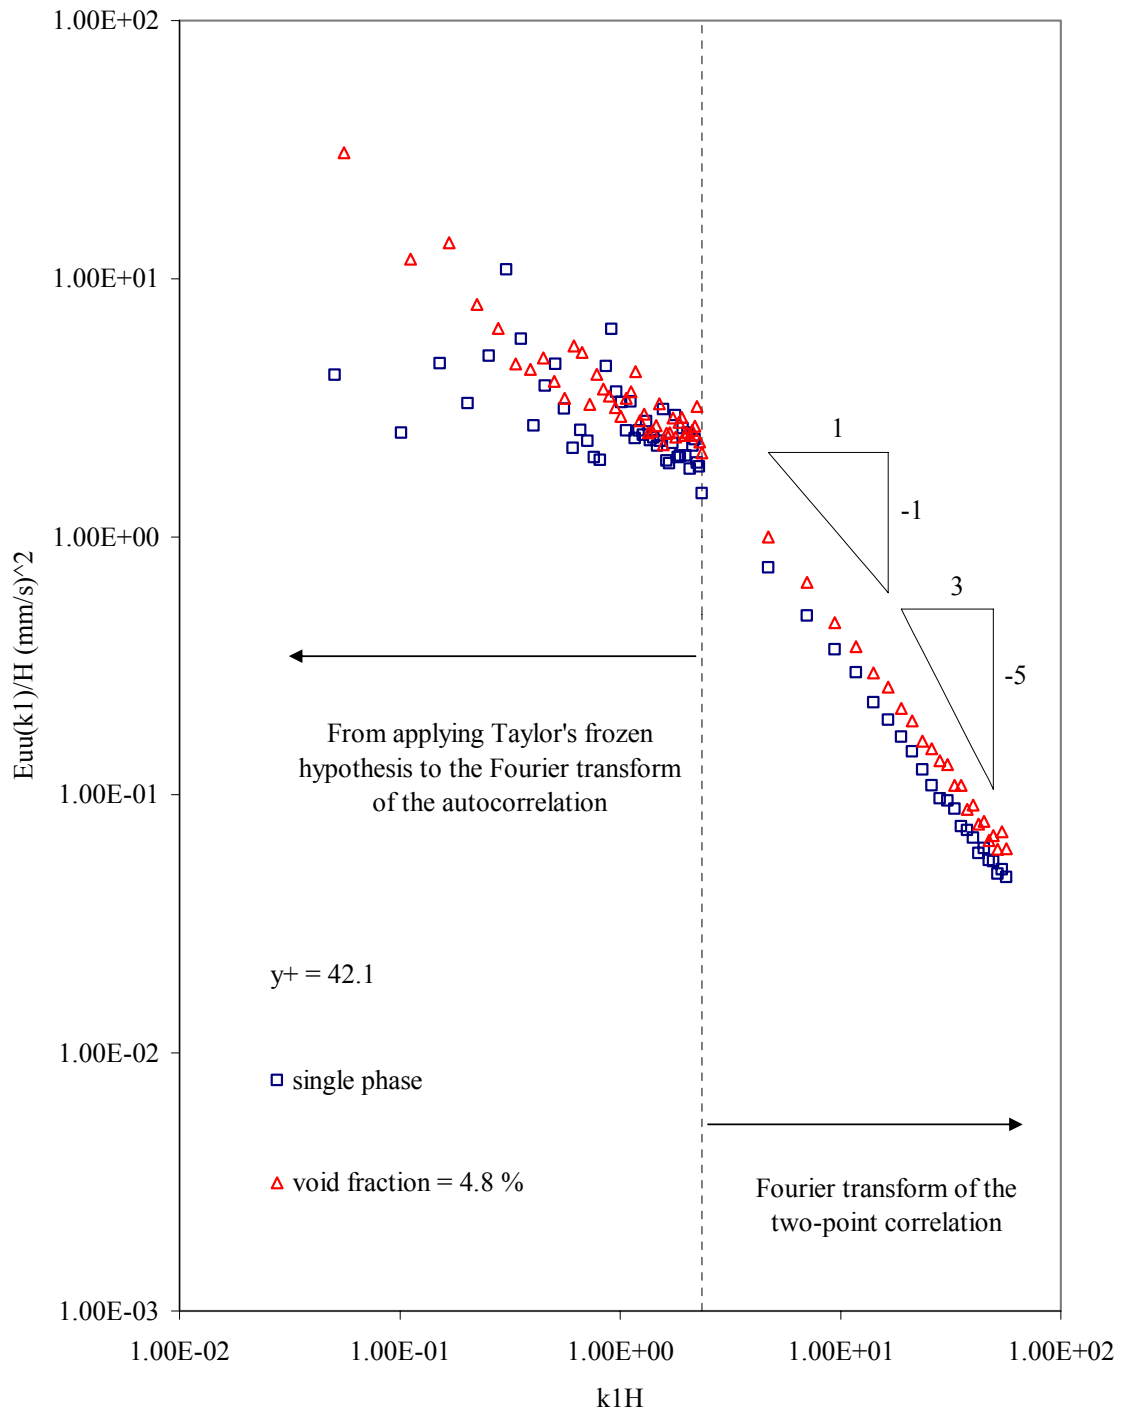 1.00E+02
1.00E+01
1.00E+00
1.00E-01
1.00E-02
1.00E-03
Euu(k1)/H (mm/s)^2
1
-1
3
-5
From applying Taylor's frozen
hypothesis to the Fourier transform
of the autocorrelation
y+ = 42.1
single phase
void fraction = 4.8 %
Fourier transform of the
two-point correlation
1.00E-02 1.00E-01 1.00E+00 1.00E+01 1.00E+02
k1H